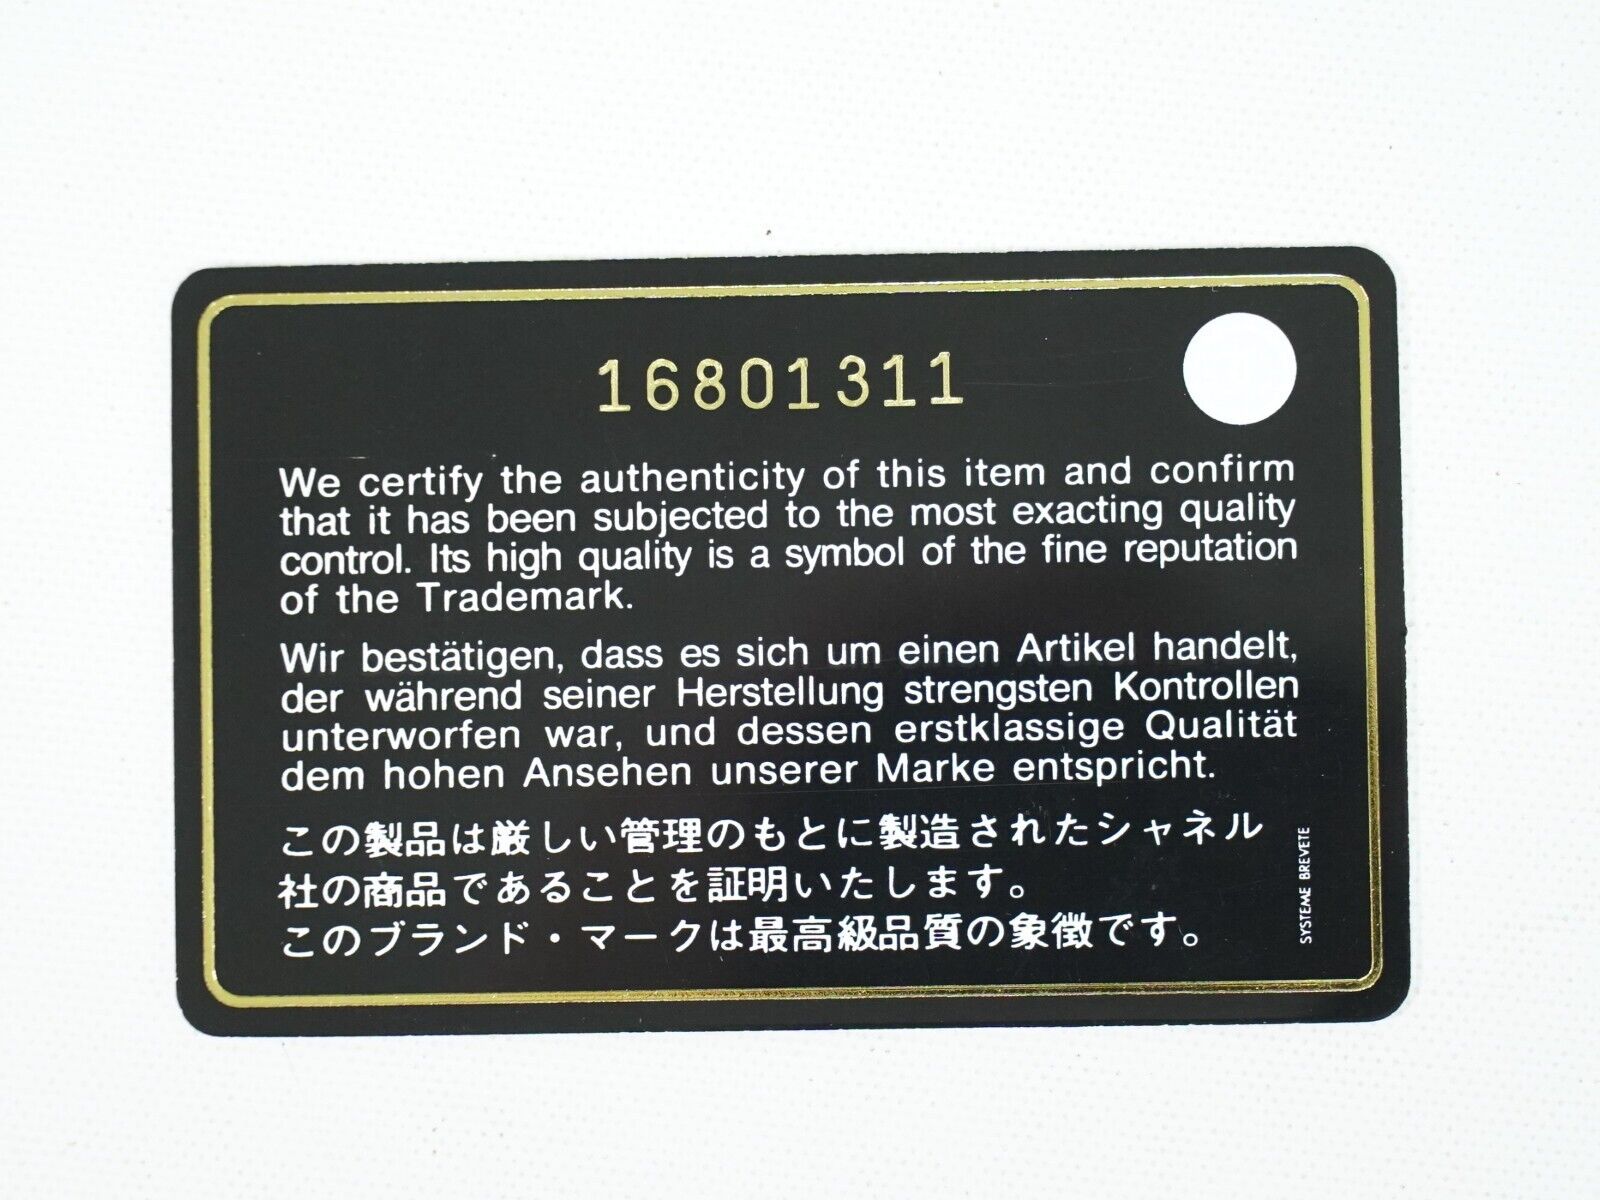 16801311
We certify the authenticity of this item and confirm
that it has been subjected to the most exacting quality
control. Its high quality is a symbol of the fine reputation
of the Trademark.
Wir bestätigen, dass es sich um einen Artikel handelt,
der während seiner Herstellung strengsten Kontrollen
unterworfen war, und dessen erstklassige Qualität
dem hohen Ansehen unserer Marke entspricht.
この製品は厳しい管理のもとに製造されたシャネル
社の商品であることを証明いたします。
このブランド・マークは最高級品質の象徴です。
SYSTEME BREVETE